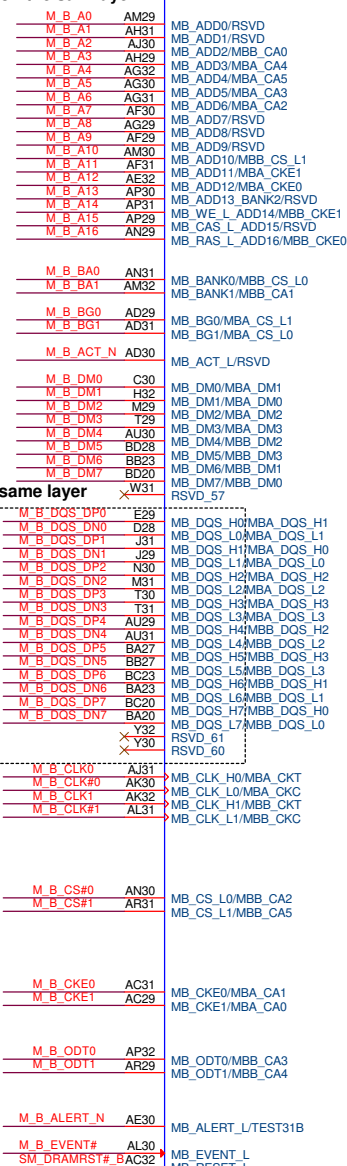 M_B_A0 AM29 MB_ADD0/RSVD
M_B_A1 AH31 MB_ADD1/RSVD
M_B_A2 AJ30 MB_ADD2/MBB_CA0
M_B_A3 AH29 MB_ADD3/MBA_CA4
M_B_A4 AG32 MB_ADD4/MBA_CA5
M_B_A5 AG30 MB_ADD5/MBA_CA3
M_B_A6 AG31 MB_ADD6/MBA_CA2
M_B_A7 AF30 MB_ADD7/RSVD
M_B_A8 AG29 MB_ADD8/RSVD
M_B_A9 AF29 MB_ADD9/RSVD
M_B_A10 AM30 MB_ADD10/MBB_CS_L1
M_B_A11 AF31 MB_ADD11/MBA_CKE1
M_B_A12 AE32 MB_ADD12/MBA_CKE0
M_B_A13 AP30 MB_ADD13_BANK2/RSVD
M_B_A14 AP31 MB_WE_L_ADD14/MBB_CKE1
M_B_A15 AP29 MB_CAS_L_ADD15/RSVD
M_B_A16 AN29 MB_RAS_L_ADD16/MBB_CKE0
M_B_BA0 AN31 MB_BANK0/MBB_CS_L0
M_B_BA1 AM32 MB_BANK1/MBB_CA1
M_B_BG0 AD29 MB_BG0/MBA_CS_L1
M_B_BG1 AD31 MB_BG1/MBA_CS_L0
M_B_ACT_N AD30 MB_ACT_L/RSVD
M_B_DM0 C30 MB_DM0/MBA_DM1
M_B_DM1 H32 MB_DM1/MBA_DM0
M_B_DM2 M29 MB_DM2/MBA_DM2
M_B_DM3 T29 MB_DM3/MBA_DM3
M_B_DM4 AU30 MB_DM4/MBB_DM2
M_B_DM5 BD28 MB_DM5/MBB_DM3
M_B_DM6 BB23 MB_DM6/MBB_DM1
M_B_DM7 BD20 MB_DM7/MBB_DM0
same layer W31 RSVD_57
M_B_DQS_DP0 E29 MB_DQS_H0/MBA_DQS_H1
M_B_DQS_DN0 D28 MB_DQS_L0/MBA_DQS_L1
M_B_DQS_DP1 J31 MB_DQS_H1/MBA_DQS_H0
M_B_DQS_DN1 J29 MB_DQS_L1/MBA_DQS_L0
M_B_DQS_DP2 N30 MB_DQS_H2/MBA_DQS_H2
M_B_DQS_DN2 M31 MB_DQS_L2/MBA_DQS_L2
M_B_DQS_DP3 T30 MB_DQS_H3/MBA_DQS_H3
M_B_DQS_DN3 T31 MB_DQS_L3/MBA_DQS_L3
M_B_DQS_DP4 AU29 MB_DQS_H4/MBB_DQS_H2
M_B_DQS_DN4 AU31 MB_DQS_L4/MBB_DQS_L2
M_B_DQS_DP5 BA27 MB_DQS_H5/MBB_DQS_H3
M_B_DQS_DN5 BB27 MB_DQS_L5/MBB_DQS_L3
M_B_DQS_DP6 BC23 MB_DQS_H6/MBB_DQS_H1
M_B_DQS_DN6 BA23 MB_DQS_L6/MBB_DQS_L1
M_B_DQS_DP7 BC20 MB_DQS_H7/MBB_DQS_H0
M_B_DQS_DN7 BA20 MB_DQS_L7/MBB_DQS_L0
Y32 RSVD_61
Y30 RSVD_60
M_B_CLK0 AJ31 MB_CLK_H0/MBA_CKT
M_B_CLK#0 AK30 MB_CLK_L0/MBA_CKC
M_B_CLK1 AK32 MB_CLK_H1/MBB_CKT
M_B_CLK#1 AL31 MB_CLK_L1/MBB_CKC
M_B_CS#0 AN30 MB_CS_L0/MBB_CA2
M_B_CS#1 AR31 MB_CS_L1/MBB_CA5
M_B_CKE0 AC31 MB_CKE0/MBA_CA1
M_B_CKE1 AC29 MB_CKE1/MBA_CA0
M_B_ODT0 AP32 MB_ODT0/MBB_CA3
M_B_ODT1 AR29 MB_ODT1/MBB_CA4
M_B_ALERT_N AE30 MB_ALERT_L/TEST31B
M_B_EVENT# AL30 MB_EVENT_L
SM_DRAMRST#_B AC32